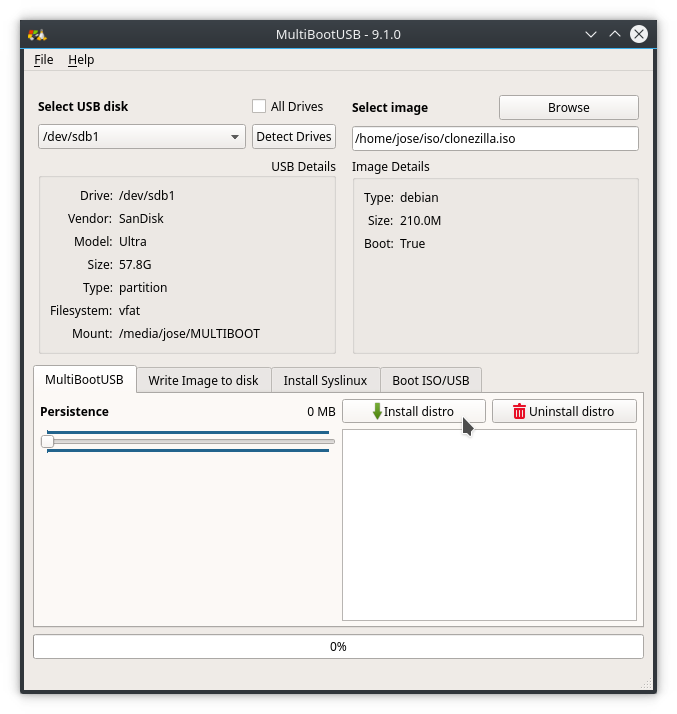 MultiBootUSB - 9.1.0
File Help
Select USB disk
All Drives
/dev/sdb1
Detect Drives
USB Details
Drive: /dev/sdb1
Vendor: SanDisk
Model: Ultra
Size: 57.8G
Type: partition
Filesystem: vfat
Mount: /media/jose/MULTIBOOT
Select image
Browse
/home/jose/iso/clonezilla.iso
Image Details
Type: debian
Size: 210.0M
Boot: True
MultiBootUSB
Write Image to disk
Install Syslinux
Boot ISO/USB
Persistence
0 MB
Install distro
Uninstall distro
0%